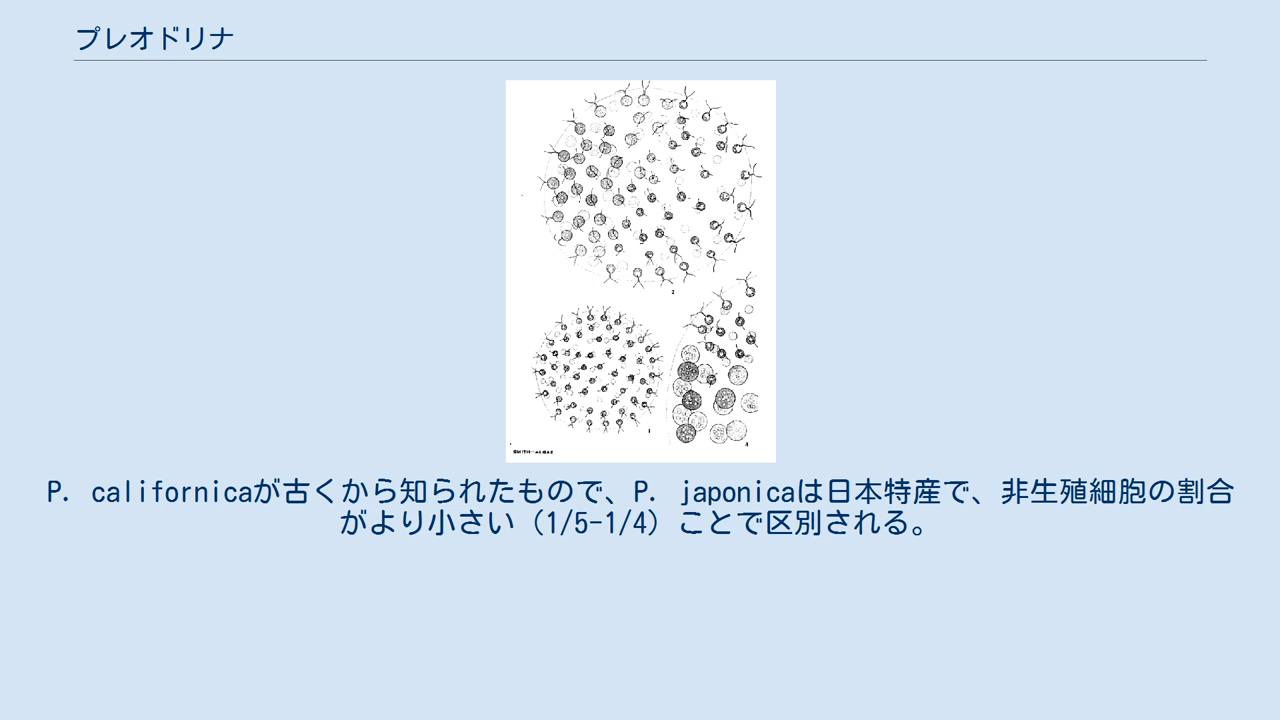 プレオドリナ
2
1
3
P. californicaが古くから知られたもので、P. japonicaは日本特産で、非生殖細胞の割合
がより小さい（1/5-1/4）ことで区別される。